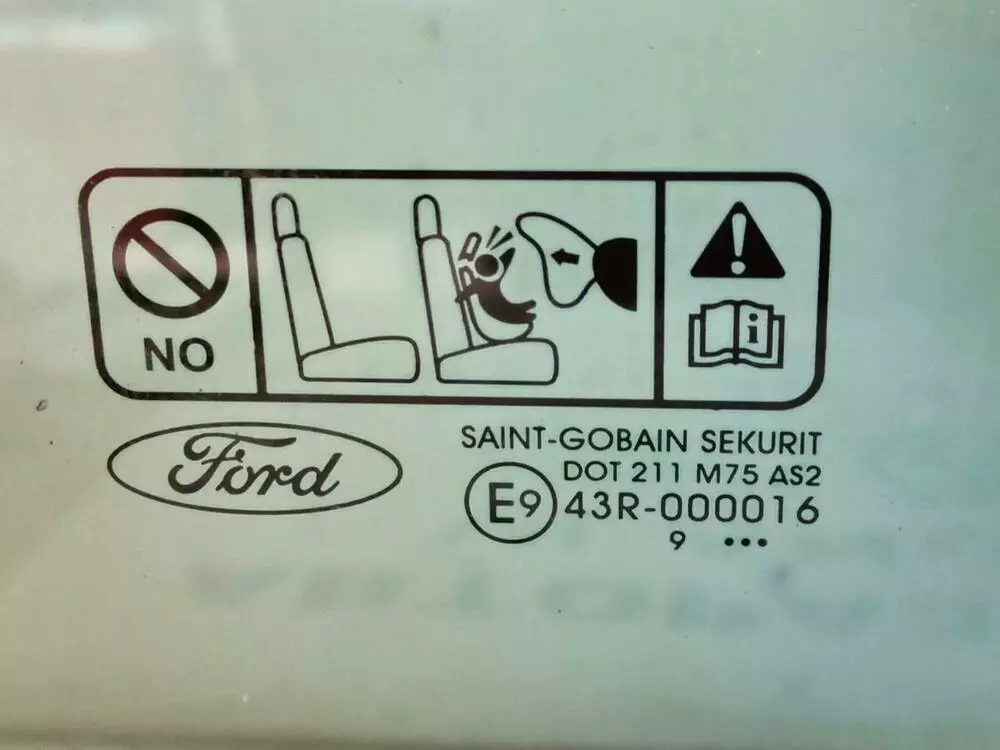 NO
i
Ford
SAINT-GOBAIN SEKURIT
DOT 211 M75 AS2
E9 43R-000016
9 •••